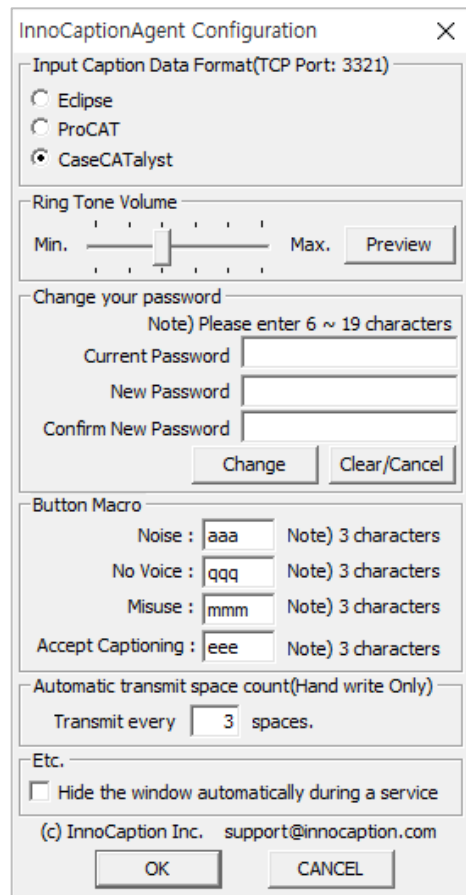 InnoCaptionAgent Configuration
Input Caption Data Format(TCP Port: 3321)
Eclipse
ProCAT
CaseCATalyst
Ring Tone Volume
Min. Max. Preview
Change your password
Note) Please enter 6 ~ 19 characters
Current Password
New Password
Confirm New Password
Change Clear/Cancel
Button Macro
Noise : aaa Note) 3 characters
No Voice : qqq Note) 3 characters
Misuse : mmm Note) 3 characters
Accept Captioning : eee Note) 3 characters
Automatic transmit space count(Hand write Only)
Transmit every 3 spaces.
Etc.
Hide the window automatically during a service
(c) InnoCaption Inc. support@innocaption.com
OK CANCEL